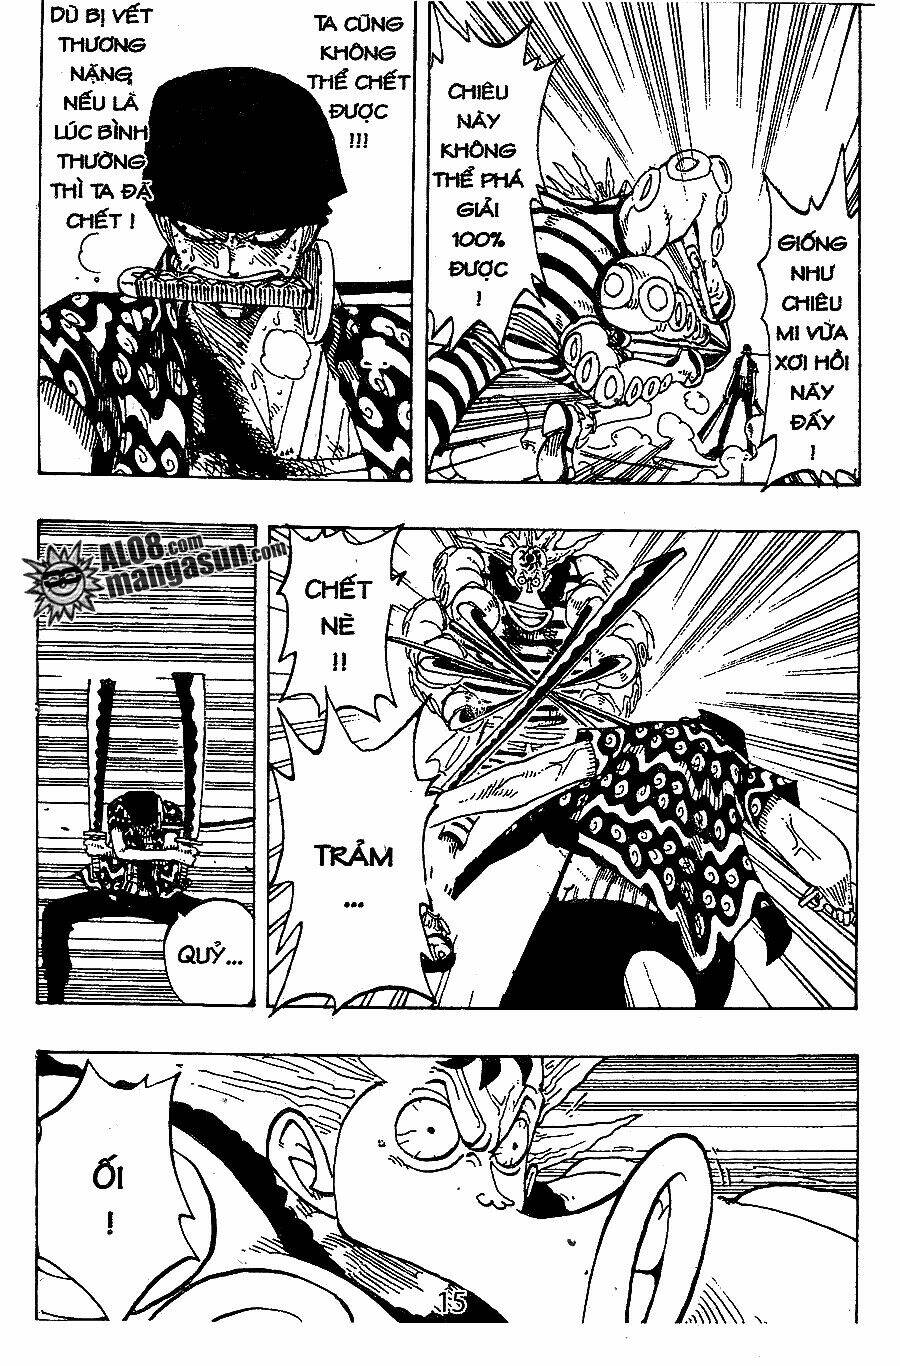 GIỐNG
NHƯ
CHIÊU
MI VỪA
XƠI HỒI
NÃY
ĐẤY
!
CHIÊU
NÀY
KHÔNG
THỂ PHÁ
GIẢI
100%
ĐƯỢC
!
TA CŨNG
KHÔNG
THỂ CHẾT
ĐƯỢC
!!!
DÙ BỊ VẾT
THƯƠNG
NẶNG,
NẾU LÀ
LÚC BÌNH
THƯỜNG
THÌ TA ĐÃ
CHẾT !
CHẾT
NÈ
!!
TRẢM
...
QUỶ...
ALO8.com
mangasun.com
ỐI
!
15